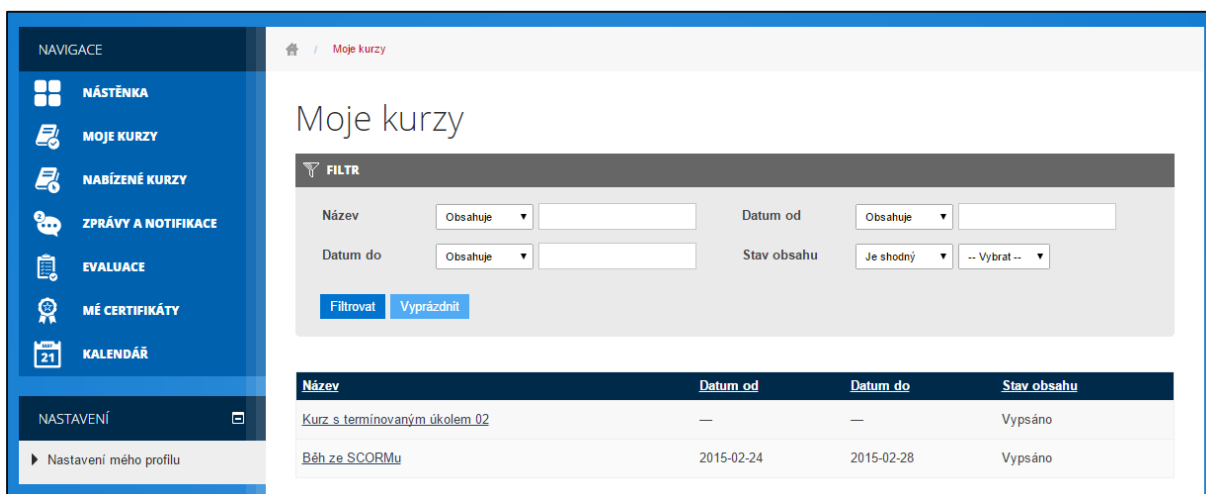 NAVIGACE
NÁSTĚNKA
MOJE KURZY
NABÍZENÉ KURZY
2
ZPRÁVY A NOTIFIKACE
EVALUACE
MÉ CERTIFIKÁTY
21
KALENDÁŘ
NASTAVENÍ
Nastavení mého profilu
/ Moje kurzy
Moje kurzy
FILTR
Název Obsahuje Datum od Obsahuje
Datum do Obsahuje Stav obsahu Je shodný -- Vybrat --
Filtrovat Vyprázdnit
Název Datum od Datum do Stav obsahu
Kurz s termínovaným úkolem 02 — — Vypsáno
Běh ze SCORMu 2015-02-24 2015-02-28 Vypsáno